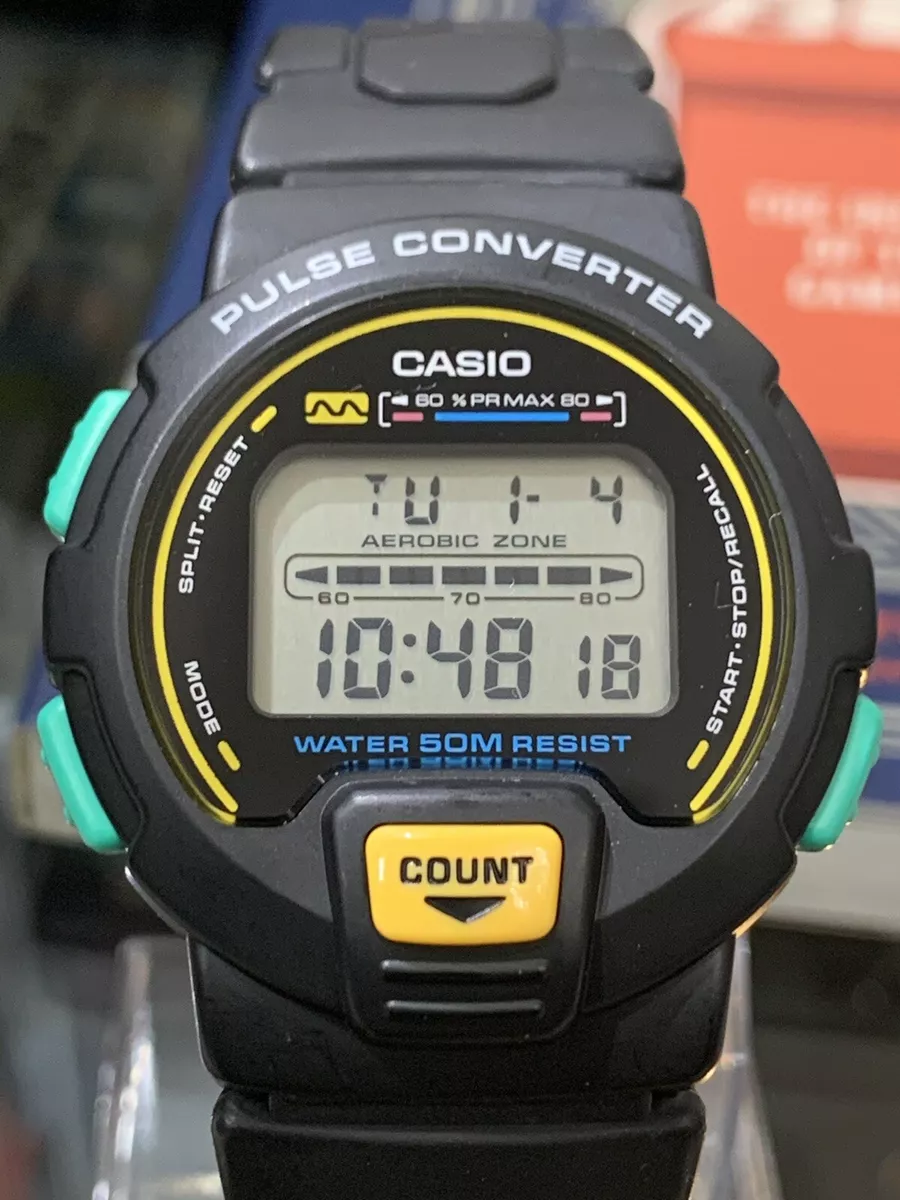 PULSE CONVERTER
CASIO
60 % PR MAX 80
SPLIT·RESET
START·STOP/RECALL
MODE
TU 1-4
AEROBIC ZONE
60 70 80
10:48 18
WATER 50M RESIST
COUNT